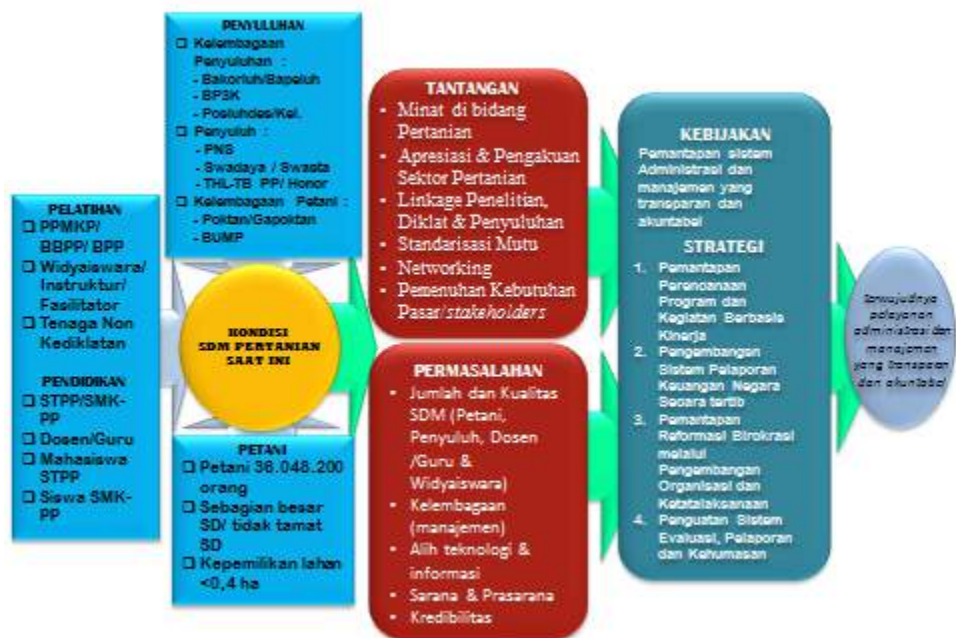 PENYULUHAN
❑ Kelembagaan
Penyuluhan :
- Bakorluh/Bapeluh
- BP3K
- Posluhdes/Kel.
❑ Penyuluh :
- PNS
- Swadaya / Swasta
- THL-TB PP/ Honor
❑ Kelembagaan Petani :
- Poktan/Gapoktan
- BUMP
PELATIHAN
❑ PPMKP/
BBPP/ BPP
❑ Widyaiswara/
Instruktur/
Fasilitator
❑ Tenaga Non
Kediklatan
PENDIDIKAN
❑ STPP/SMK-
PP
❑ Dosen/Guru
❑ Mahasiswa
STPP
❑ Siswa SMK-
PP
KONDISI
SDM PERTANIAN
SAAT INI
PETANI
❑ Petani 36.048.200
orang
❑ Sebagian besar
SD/ tidak tamat
SD
❑ Kepemilikan lahan
<0,4 ha
TANTANGAN
• Minat di bidang
Pertanian
• Apresiasi & Pengakuan
Sektor Pertanian
• Linkage Penelitian,
Diklat & Penyuluhan
• Standarisasi Mutu
• Networking
• Pemenuhan Kebutuhan
Pasar/stakeholders
PERMASALAHAN
• Jumlah dan Kualitas
SDM (Petani,
Penyuluh, Dosen
/Guru &
Widyaiswara)
• Kelembagaan
(manajemen)
• Alih teknologi &
informasi
• Sarana & Prasarana
• Kredibilitas
KEBIJAKAN
Pemantapan sistem
Administrasi dan
manajemen yang
transparan dan
akuntabel
STRATEGI
1. Pemantapan
Perencanaan
Program dan
Kegiatan Berbasis
Kinerja
2. Pengembangan
Sistem Pelaporan
Keuangan Negara
Secara tertib
3. Pemantapan
Reformasi Birokrasi
melalui
Pengembangan
Organisasi dan
Ketatalaksanaan
4. Penguatan Sistem
Evaluasi, Pelaporan
dan Kehumasan
Terwujudnya
pelayanan
administrasi dan
manajemen
yang transparan
dan akuntabel